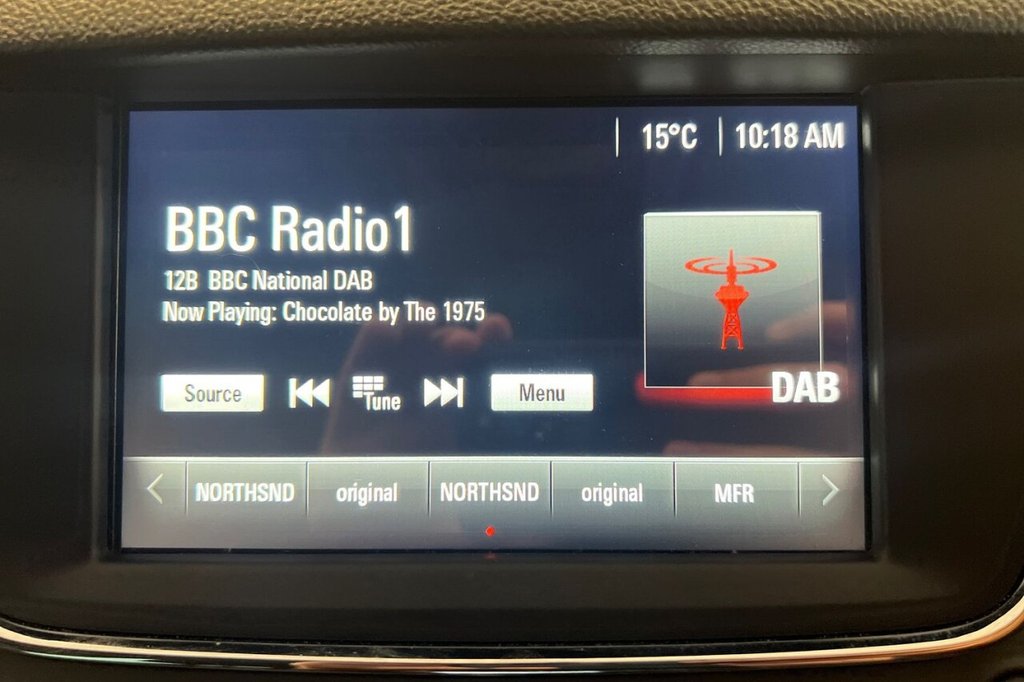 15°C 10:18 AM
BBC Radio1
12B BBC National DAB
Now Playing: Chocolate by The 1975
Source Tune Menu
DAB
NORTHSND original NORTHSND original MFR